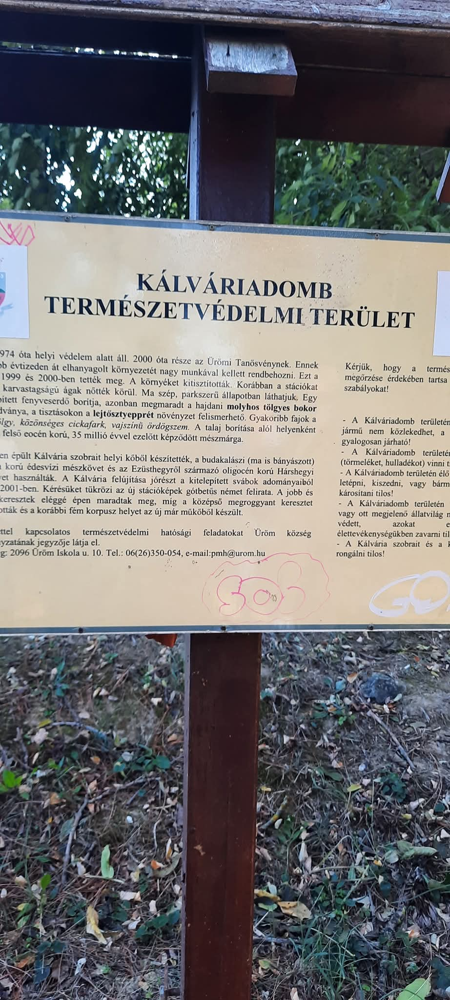 KÁLVÁRIADOMB
TERMÉSZETVÉDELMI TERÜLET
974 óta helyi védelem alatt áll. 2000 óta része az Ürömi Tanösvénynek. Ennek
bb évtizeden át elhanyagolt környezetét nagy munkával kellett rendbehozni. Ezt a
1999 és 2000-ben tették meg. A környéket kitisztították. Korábban a stációkat
karvastagságú ágak nőtték körül. Ma szép, parkszerű állapotban láthatjuk. Egy
pített fenyveserdő borítja, azonban megmaradt a hajdani molyhos tölgyes bokor
dványa, a tisztásokon a lejtősztyepprét növényzet felismerhető. Gyakoribb fajok a
ölgy, közönséges cickafark, vajszínű ördögszem. A talaj borítása alól helyenként
felső eocén korú, 35 millió évvel ezelőtt képződött mészmárga.
en épült Kálvária szobrait helyi kőből készítették, a budakalászi (ma is bányászott)
korú édesvizi mészkövet és az Ezüsthegyről származó oligocén korú Hárshegyi
vet használták. A Kálvária felújítása jórészt a kitelepített svábok adományaiból
2001-ben. Kérésüket tükrözi az új stációképek gótbetűs német felirata. A jobb és
keresztek eléggé épen maradtak meg, míg a középső megroggyant keresztet
ották és a korábbi fém korpusz helyet az új már műkőből készült.
ettel kapcsolatos természetvédelmi hatósági feladatokat Üröm község
yzatának jegyzője látja el.
g: 2096 Üröm Iskola u. 10. Tel.: 06(26)350-054, e-mail:pmh@urom.hu
Kérjük, hogy a termés
megőrzése érdekében tartsa
szabályokat!
- A Kálváriadomb területén
jármű nem közlekedhet, a
gyalogosan járható!
- A Kálváriadomb területér
(törmeléket, hulladékot) vinni ti
- A Kálváriadomb területén élő
letépni, kiszedni, vagy bárm
károsítani tilos!
- A Kálváriadomb területén
vagy ott megjelenő állatvilág
védett, azokat e
élettevékenységükben zavarni til
- A Kálvária szobrait és a k
rongálni tilos!